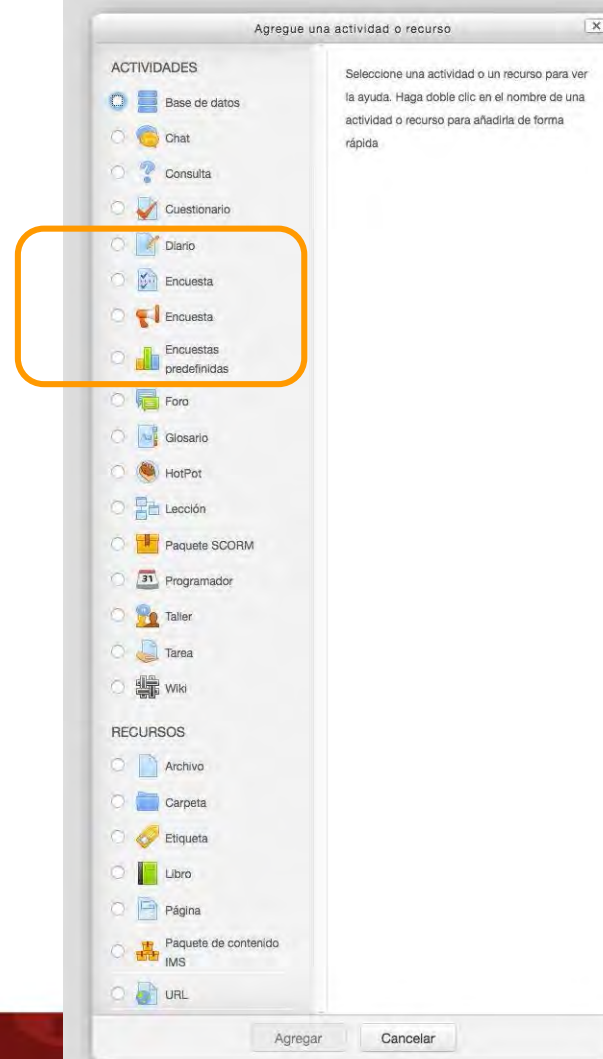 Agregue una actividad o recurso
ACTIVIDADES
Base de datos
Chat
Consulta
Cuestionario
Diario
Encuesta
Encuesta
Encuestas
predefinidas
Foro
Glosario
HotPot
Lección
Paquete SCORM
Programador
Taller
Tarea
Wiki
RECURSOS
Archivo
Carpeta
Etiqueta
Libro
Página
Paquete de contenido
IMS
URL
Seleccione una actividad o un recurso para ver
la ayuda. Haga doble clic en el nombre de una
actividad o recurso para añadirla de forma
rápida
Agregar
Cancelar